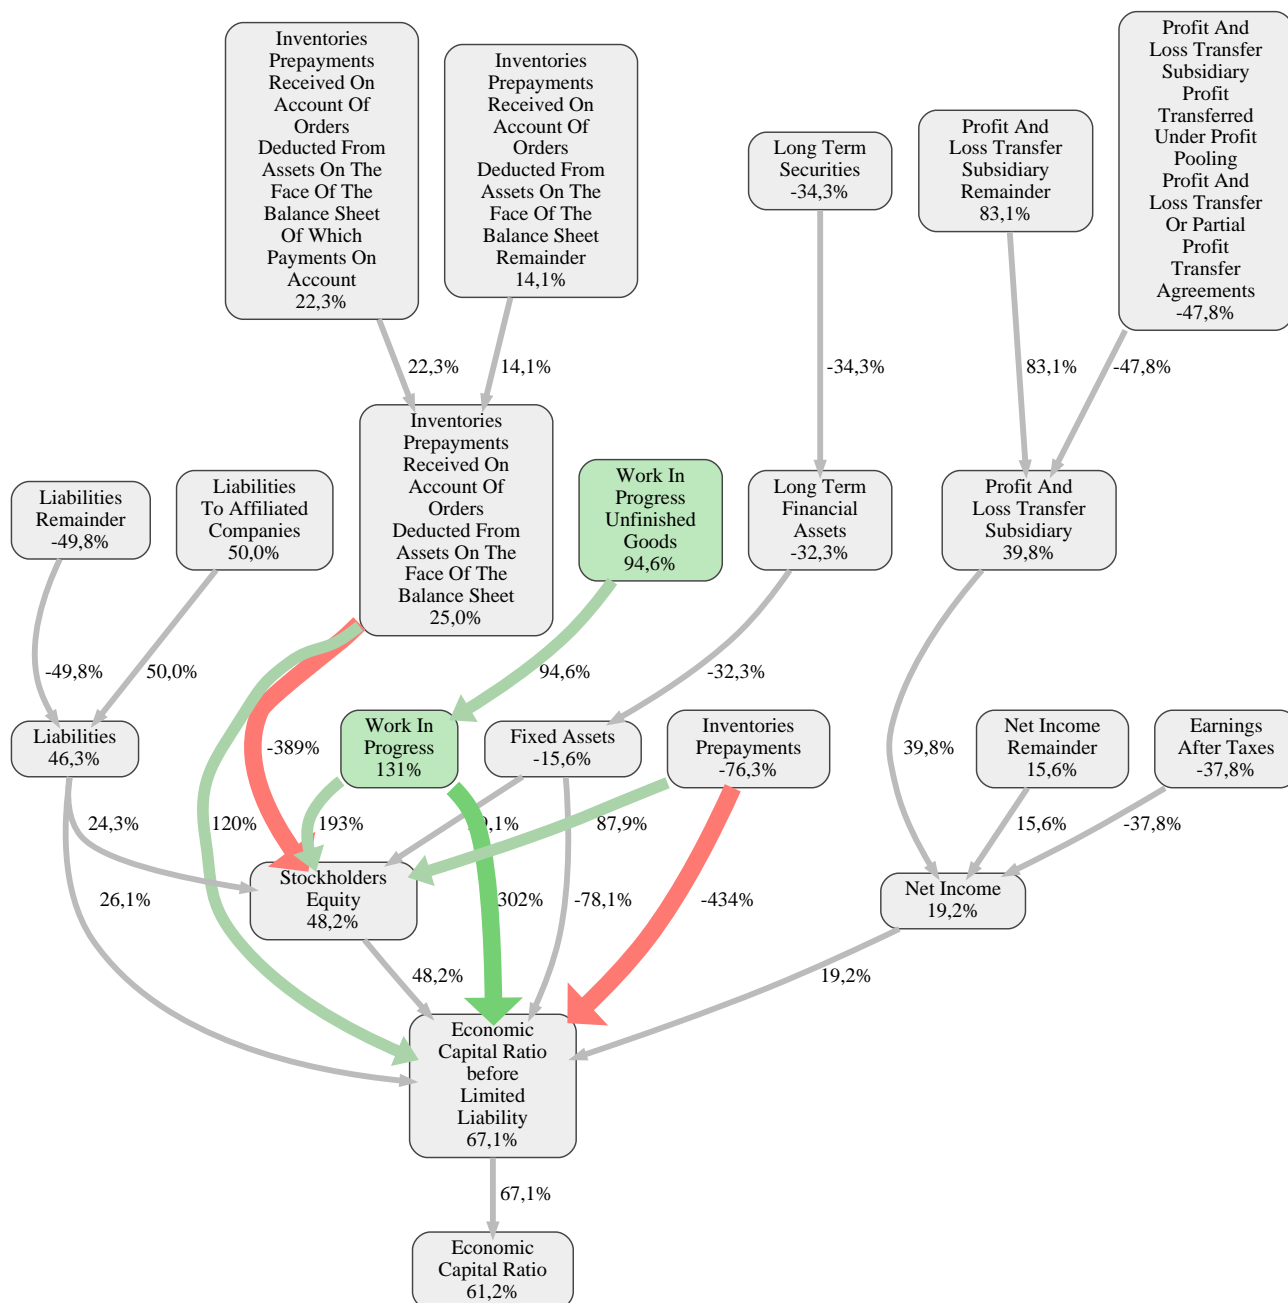 Inventories
Prepayments
Received On
Account Of
Orders
Deducted From
Assets On The
Face Of The
Balance Sheet
Of Which
Payments On
Account
22,3%
Inventories
Prepayments
Received On
Account Of
Orders
Deducted From
Assets On The
Face Of The
Balance Sheet
Remainder
14,1%
Long Term
Securities
-34,3%
Profit And
Loss Transfer
Subsidiary
Remainder
83,1%
Profit And
Loss Transfer
Subsidiary
Profit
Transferred
Under Profit
Pooling
Profit And
Loss Transfer
Or Partial
Profit
Transfer
Agreements
-47,8%
22,3%
14,1%
-34,3%
83,1%
-47,8%
Liabilities
Remainder
-49,8%
Liabilities
To Affiliated
Companies
50,0%
Inventories
Prepayments
Received On
Account Of
Orders
Deducted From
Assets On The
Face Of The
Balance Sheet
25,0%
Work In
Progress
Unfinished
Goods
94,6%
Long Term
Financial
Assets
-32,3%
Profit And
Loss Transfer
Subsidiary
39,8%
-49,8%
50,0%
94,6%
-32,3%
Liabilities
46,3%
-389%
Work In
Progress
131%
Fixed Assets
-15,6%
Inventories
Prepayments
-76,3%
39,8%
Net Income
Remainder
15,6%
Earnings
After Taxes
-37,8%
24,3%
120%
193%
87,9%
15,6%
-37,8%
Stockholders
Equity
48,2%
26,1%
302%
-78,1%
-434%
Net Income
19,2%
48,2%
19,2%
Economic
Capital Ratio
before
Limited
Liability
67,1%
67,1%
Economic
Capital Ratio
61,2%